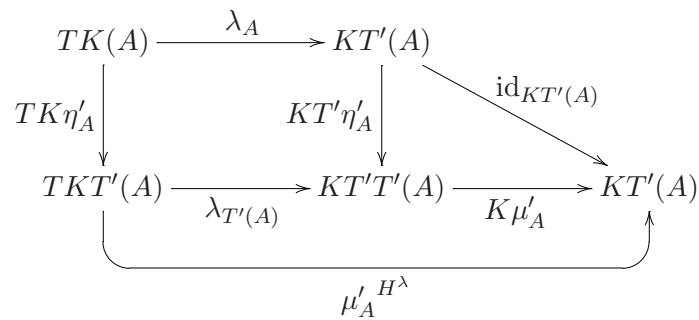 TK(A) λ_A KT′(A)
TKη′_A KT′η′_A id_{KT′(A)}
TKT′(A) λ_{T′(A)} KT′T′(A) Kμ′_A KT′(A)
μ′_A^{H^λ}